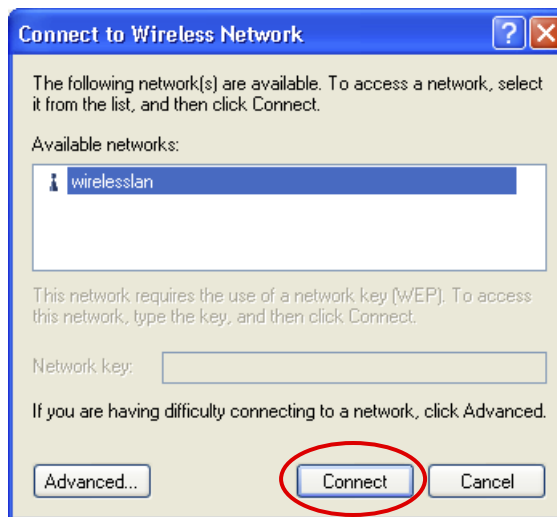 Connect to Wireless Network
The following network(s) are available. To access a network, select
it from the list, and then click Connect.
Available networks:
wirelesslan
This network requires the use of a network key (WEP). To access
this network, type the key, and then click Connect.
Network key:
If you are having difficulty connecting to a network, click Advanced.
Advanced... Connect Cancel